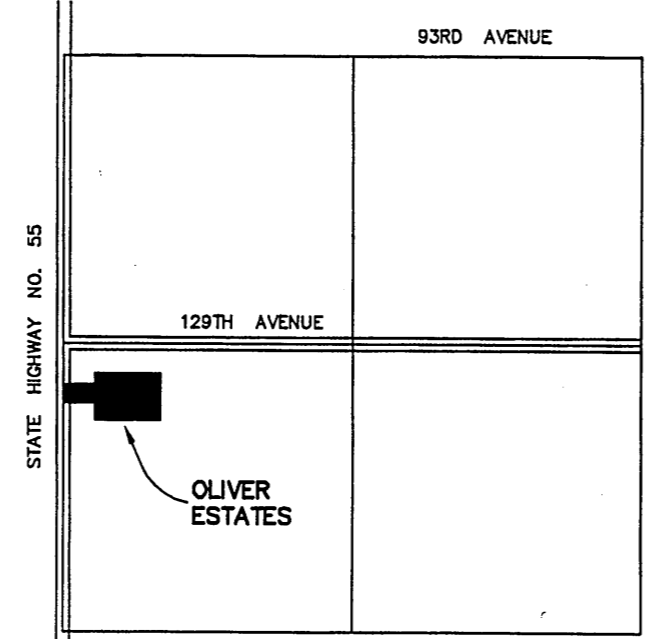 93RD AVENUE
STATE HIGHWAY NO. 55
129TH AVENUE
OLIVER
ESTATES